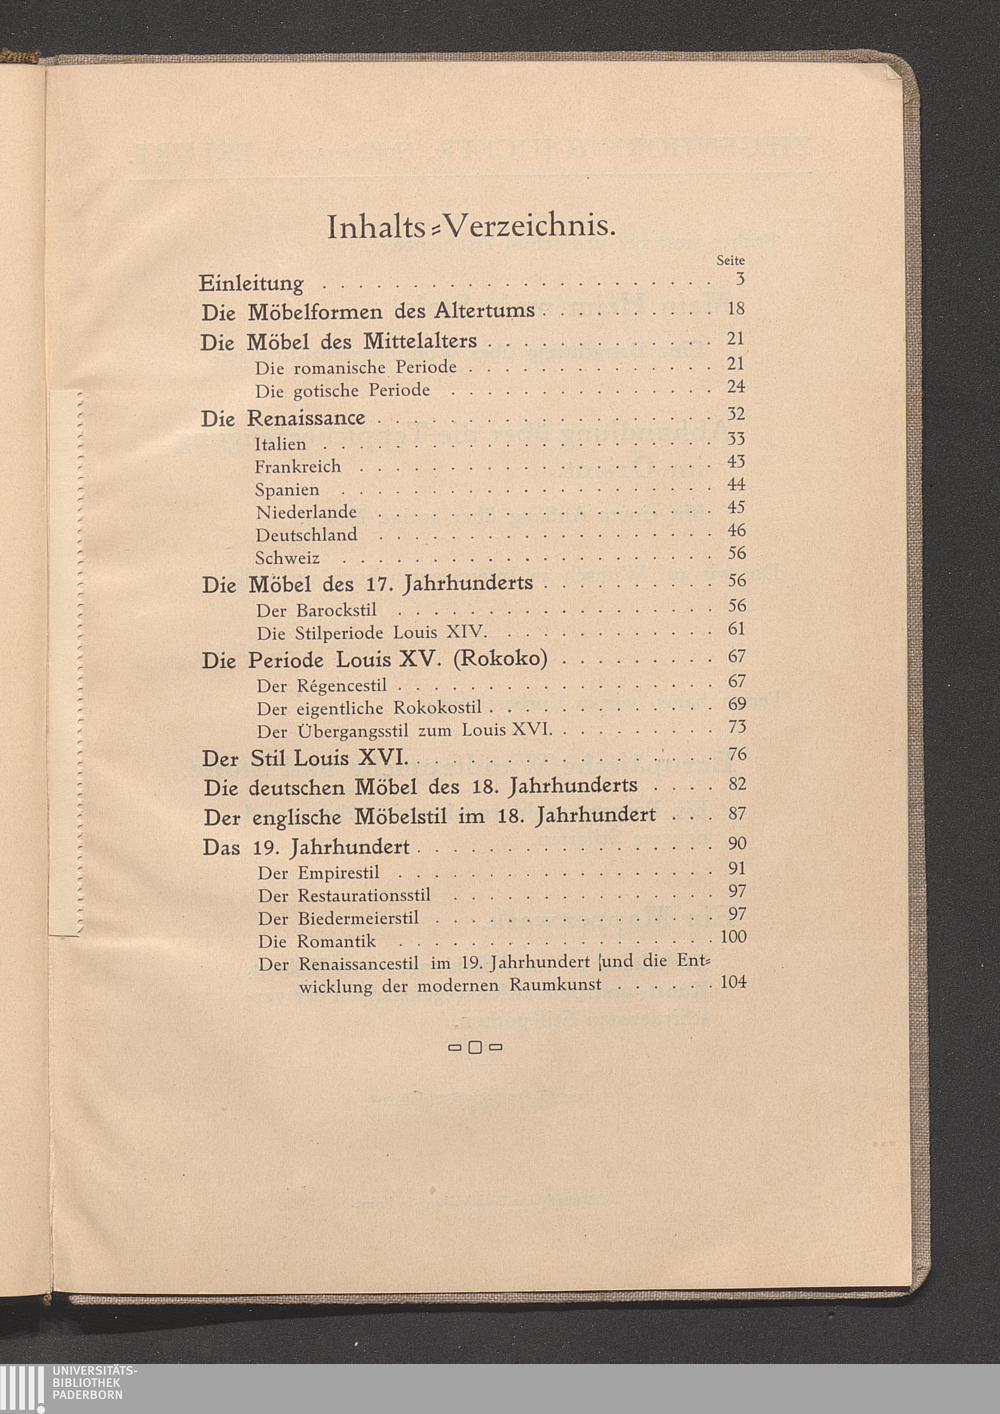 Inhalts⸗Verzeichnis.
Seite
Einleitung . . . . . . . . . . . . . . . . . . . . . . 3
Die Möbelformen des Altertums . . . . . . . . . . 18
Die Möbel des Mittelalters . . . . . . . . . . . . . 21
Die romanische Periode . . . . . . . . . . . . . . 21
Die gotische Periode . . . . . . . . . . . . . . . 24
Die Renaissance . . . . . . . . . . . . . . . . . . . 32
Italien . . . . . . . . . . . . . . . . . . . . . . 33
Frankreich . . . . . . . . . . . . . . . . . . . . 43
Spanien . . . . . . . . . . . . . . . . . . . . . 44
Niederlande . . . . . . . . . . . . . . . . . . . . 45
Deutschland . . . . . . . . . . . . . . . . . . . 46
Schweiz . . . . . . . . . . . . . . . . . . . . . 56
Die Möbel des 17. Jahrhunderts . . . . . . . . . . 56
Der Barockstil . . . . . . . . . . . . . . . . . . 56
Die Stilperiode Louis XIV. . . . . . . . . . . . . 61
Die Periode Louis XV. (Rokoko) . . . . . . . . . 67
Der Régencestil . . . . . . . . . . . . . . . . . . 67
Der eigentliche Rokokostil . . . . . . . . . . . . . 69
Der Übergangsstil zum Louis XVI. . . . . . . . . . 73
Der Stil Louis XVI. . . . . . . . . . . . . . . . . . 76
Die deutschen Möbel des 18. Jahrhunderts . . . . 82
Der englische Möbelstil im 18. Jahrhundert . . . 87
Das 19. Jahrhundert . . . . . . . . . . . . . . . . . 90
Der Empirestil . . . . . . . . . . . . . . . . . . 91
Der Restaurationsstil . . . . . . . . . . . . . . . 97
Der Biedermeierstil . . . . . . . . . . . . . . . . 97
Die Romantik . . . . . . . . . . . . . . . . . . 100
Der Renaissancestil im 19. Jahrhundert und die Ent⸗
wicklung der modernen Raumkunst . . . . . . 104
UNIVERSITÄTS-
BIBLIOTHEK
PADERBORN